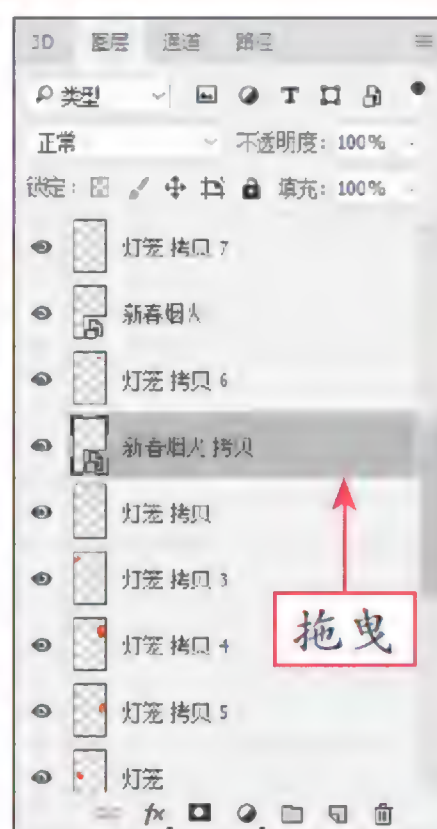 3D 图层 通道 路径
类型 T
正常 不透明度: 100%
锁定: 填充: 100%
灯笼 拷贝 7
新春烟火
灯笼 拷贝 6
新春烟火 拷贝
灯笼 拷贝
灯笼 拷贝 3
灯笼 拷贝 4
拖曳
灯笼 拷贝 5
灯笼
fx